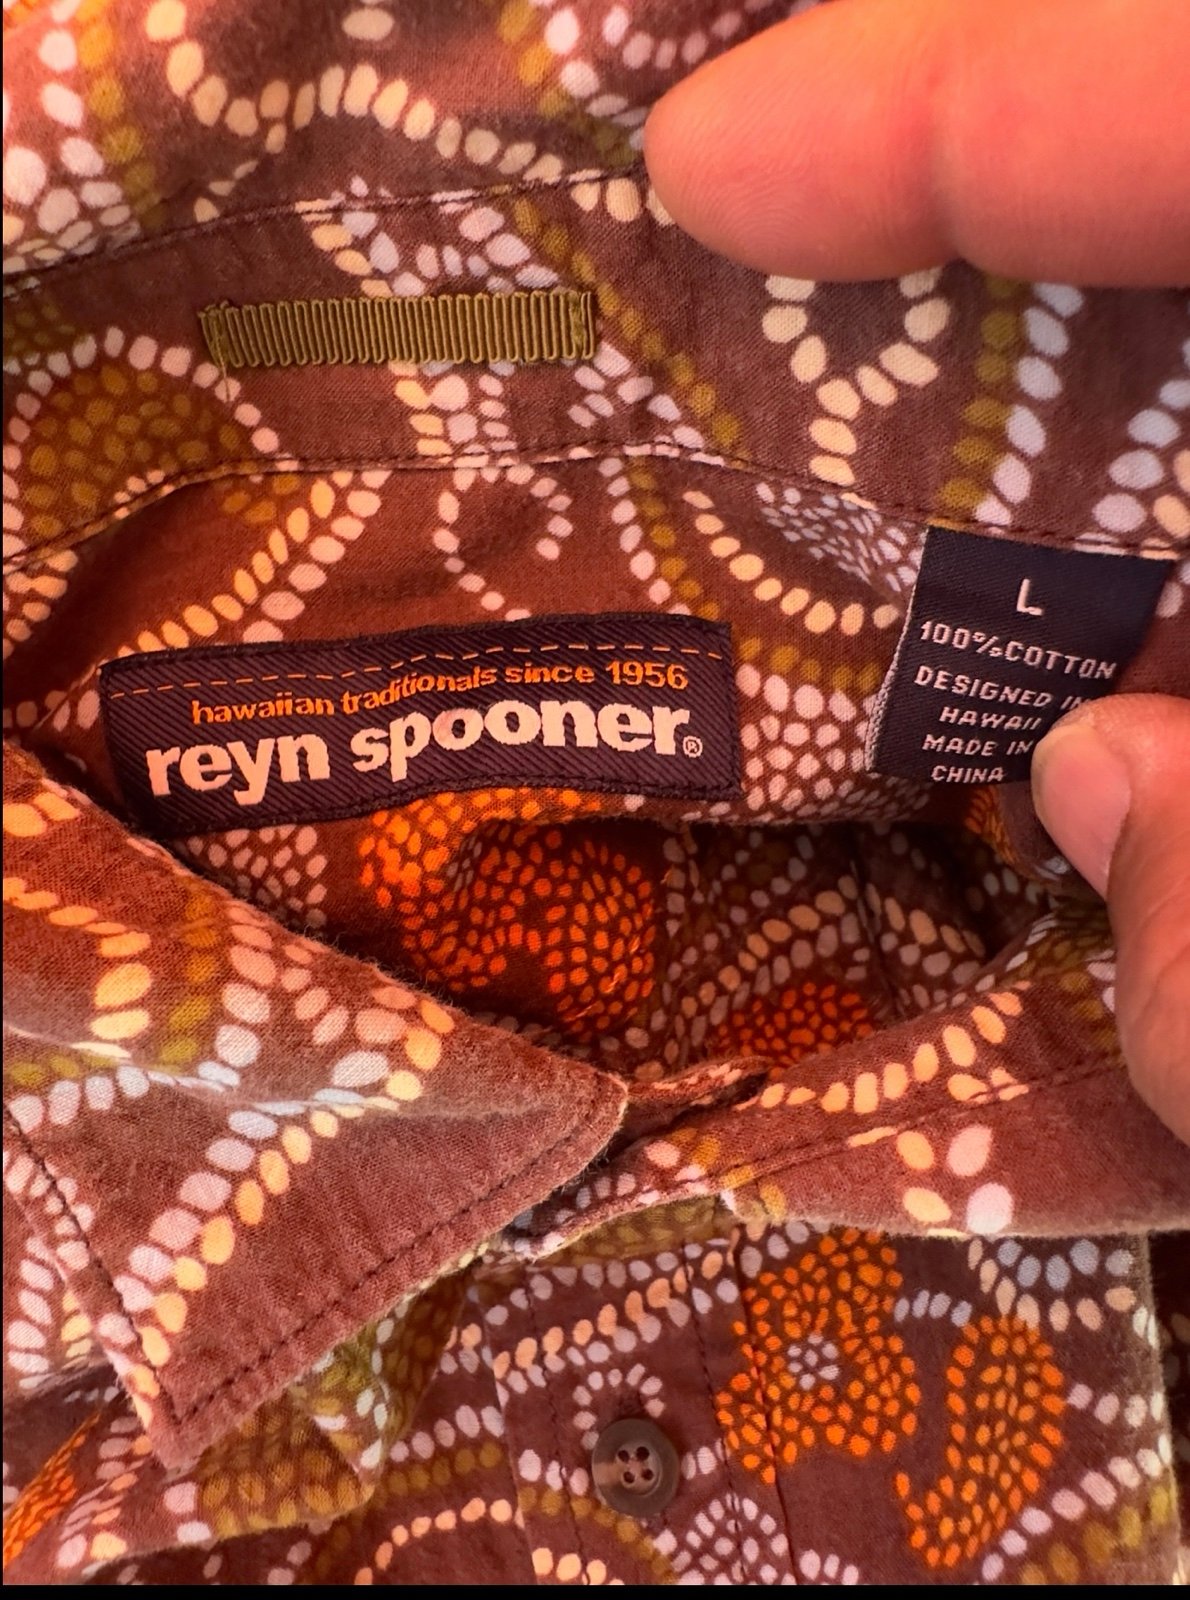 hawaiian traditionals since 1956
reyn spooner®
L
100% COTTON
DESIGNED IN
HAWAII
MADE IN
CHINA